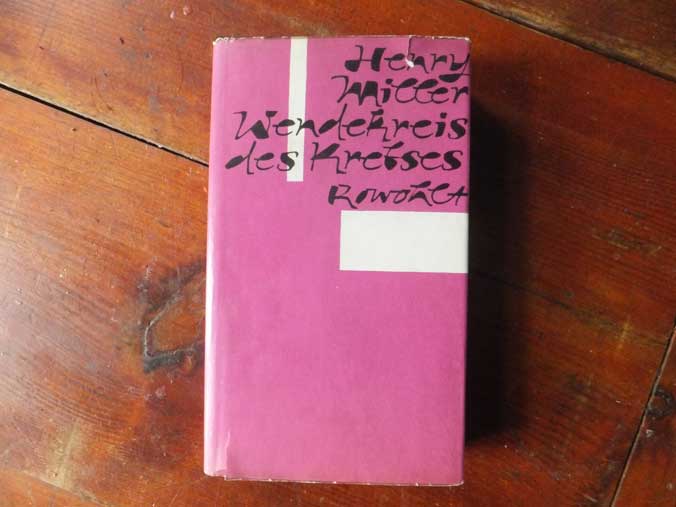 Henry
Miller
Wendekreis
des Krebses
Rowohlt